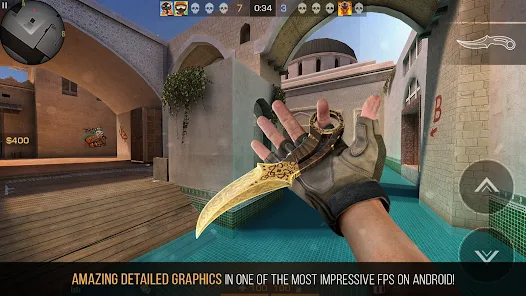 7 0:34 3
$400
B
AMAZING DETAILED GRAPHICS IN ONE OF THE MOST IMPRESSIVE FPS ON ANDROID!